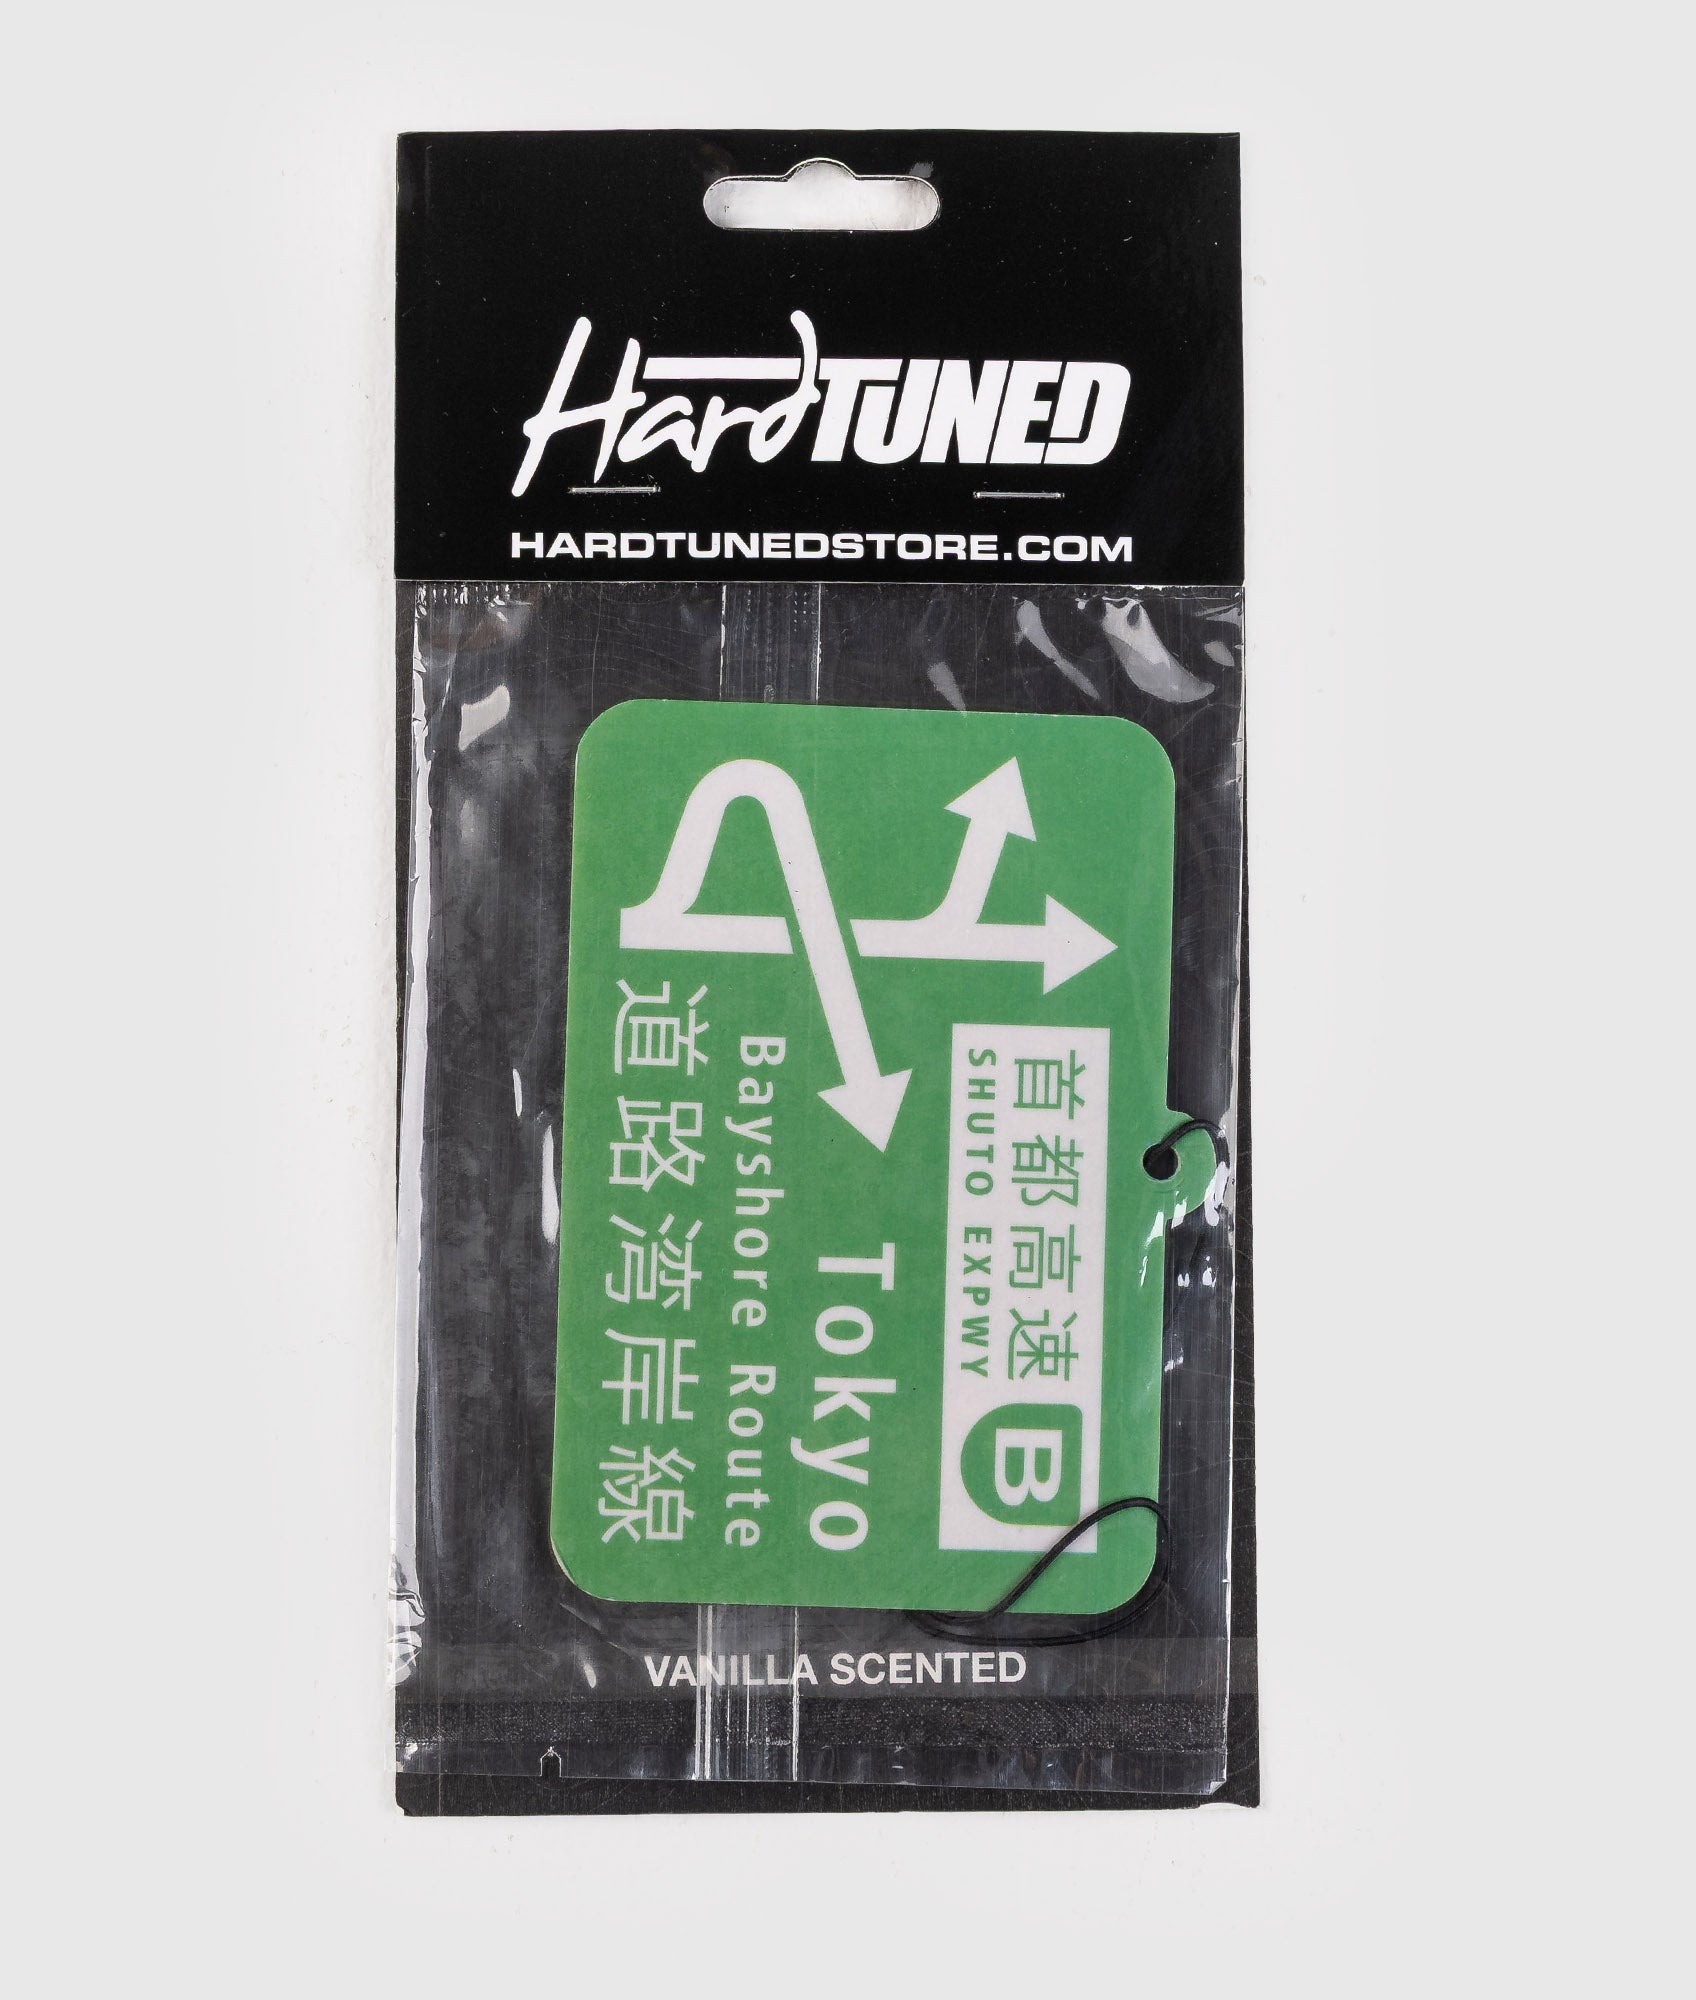 HardTUNED
HARDTUNEDSTORE.COM
首都高速 B
SHUTO EXPWY
Tokyo
Bayshore Route
道路湾岸線
VANILLA SCENTED